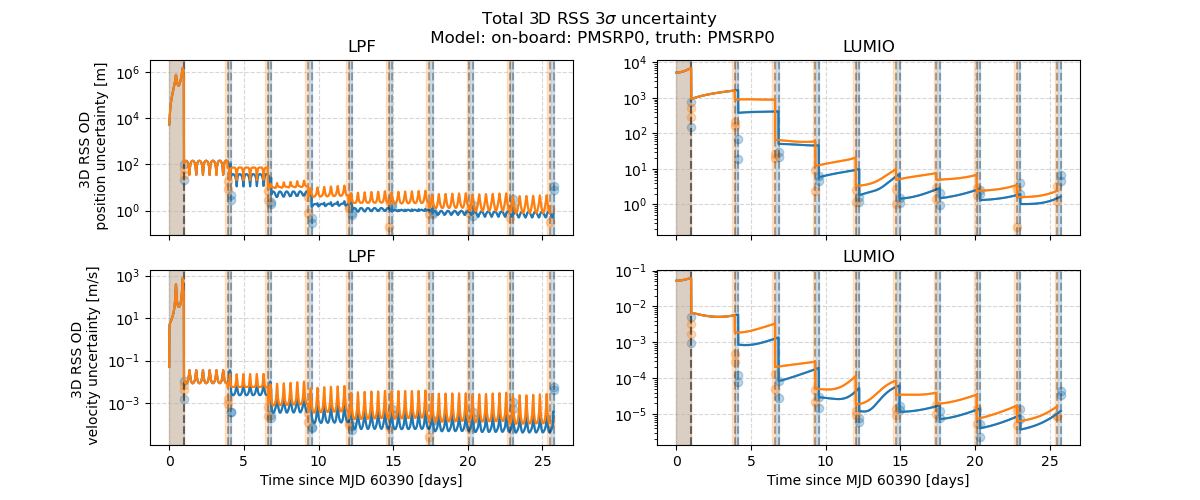 Total 3D RSS 3σ uncertainty
Model: on-board: PMSRP0, truth: PMSRP0
LPF
LUMIO
3D RSS OD
position uncertainty [m]
10^6
10^4
10^2
10^0
10^4
10^3
10^2
10^1
10^0
LPF
LUMIO
3D RSS OD
velocity uncertainty [m/s]
10^3
10^1
10^−1
10^−3
10^−1
10^−2
10^−3
10^−4
10^−5
0 5 10 15 20 25
0 5 10 15 20 25
Time since MJD 60390 [days]
Time since MJD 60390 [days]